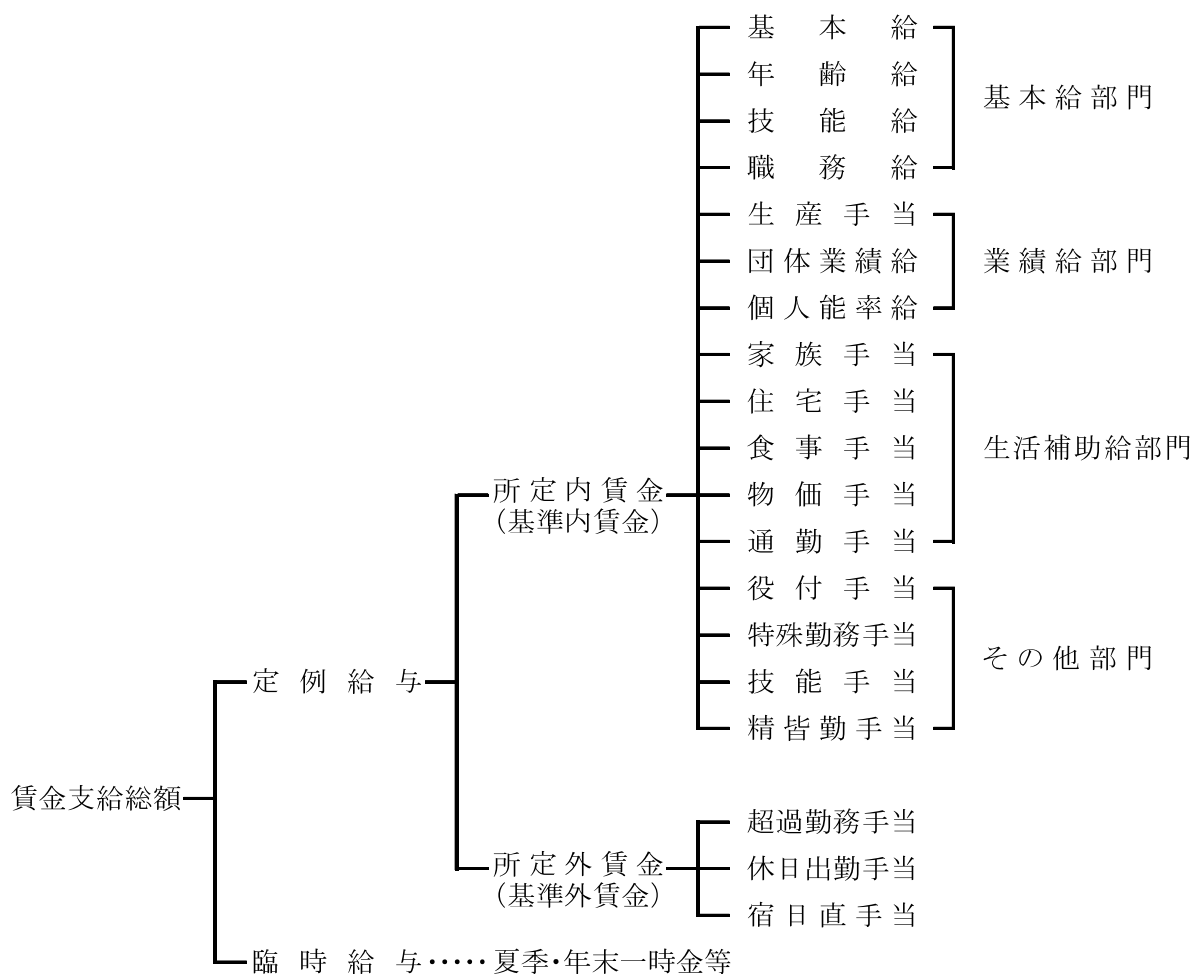 基本給
年齢給
基本給部門
技能給
職務給
生産手当
団体業績給
業績給部門
個人能率給
家族手当
住宅手当
食事手当
生活補助給部門
所定内賃金
(基準内賃金)
物価手当
通勤手当
役付手当
特殊勤務手当
その他部門
定例給与
技能手当
精皆勤手当
賃金支給総額
超過勤務手当
所定外賃金
(基準外賃金)
休日出勤手当
宿日直手当
臨時給与・・・・・夏季・年末一時金等